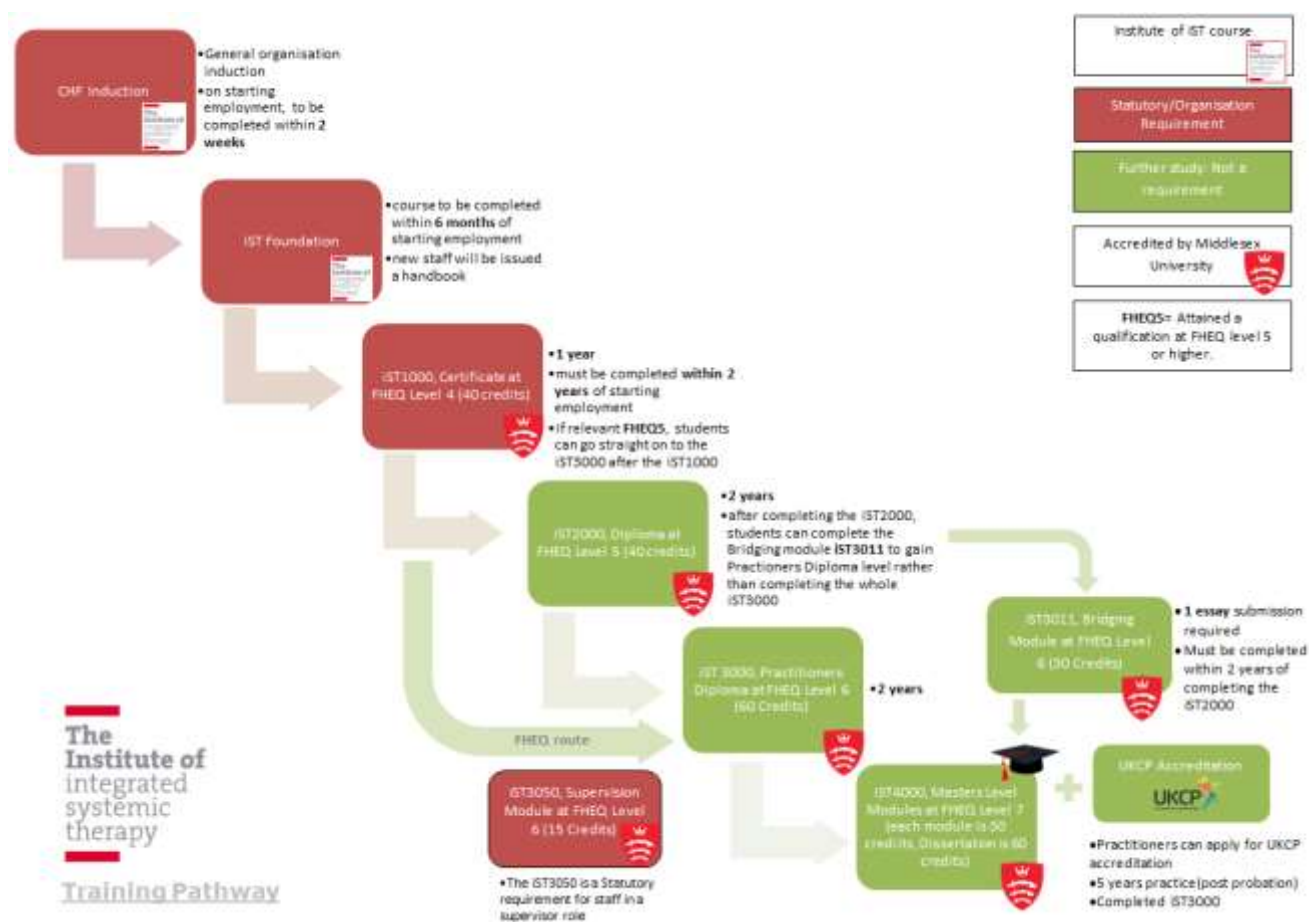 CHF Induction
The
Institute of
•General organisation
induction
•on starting
employment, to be
completed within 2
weeks
IST Foundation
The
Institute of
•course to be completed
within 6 months of
starting employment
•new staff will be issued
a handbook
iST1000, Certificate at
FHEQ Level 4 (40 credits)
•1 year
•must be completed within 2
years of starting
employment
•If relevant FHEQ5, students
can go straight on to the
iST3000 after the iST1000
iST2000, Diploma at
FHEQ Level 5 (40 credits)
•2 years
•after completing the iST2000,
students can complete the
Bridging module iST3011 to gain
Practioners Diploma level rather
than completing the whole
iST3000
iST3011, Bridging
Module at FHEQ Level
6 (30 Credits)
•1 essay submission
required
•Must be completed
within 2 years of
completing the
iST2000
iST 3000, Practitioners
Diploma at FHEQ Level 6
(60 Credits)
•2 years
FHEQ route
iST3050, Supervision
Module at FHEQ Level
6 (15 Credits)
•The iST3050 is a Statutory
requirement for staff in a
supervisor role
iST4000, Masters Level
Modules at FHEQ Level 7
(each module is
credits, Dissertation is 60
credits)
UKCP Accreditation
UKCP
•Practitioners can apply for UKCP
accreditation
•5 years practice(post probation)
•Completed iST3000
Institute of iST course
The
Institute of
Statutory/Organisation
Requirement
Further study: Not a
requirement
Accredited by Middlesex
University
FHEQ5= Attained a
qualification at FHEQ level 5
or higher.
The
Institute of
integrated
systemic
therapy
Training Pathway